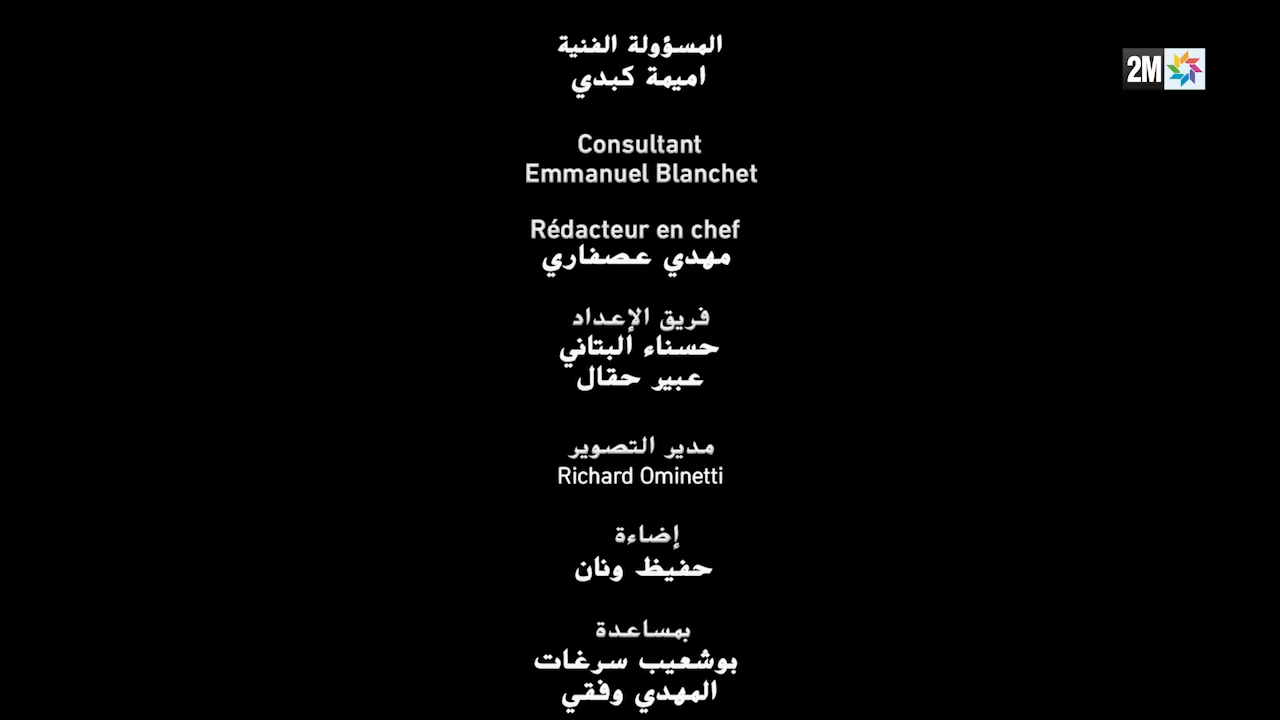 المسؤولة الفنية
اميمة كبدي
2M
Consultant
Emmanuel Blanchet
Rédacteur en chef
مهدي عصفاري
فريق الإعداد
حسناء البتاني
عبير حقال
مدير التصوير
Richard Ominetti
إضاءة
حفيظ ونان
بمساعدة
بوشعيب سرغات
المهدي وفقي